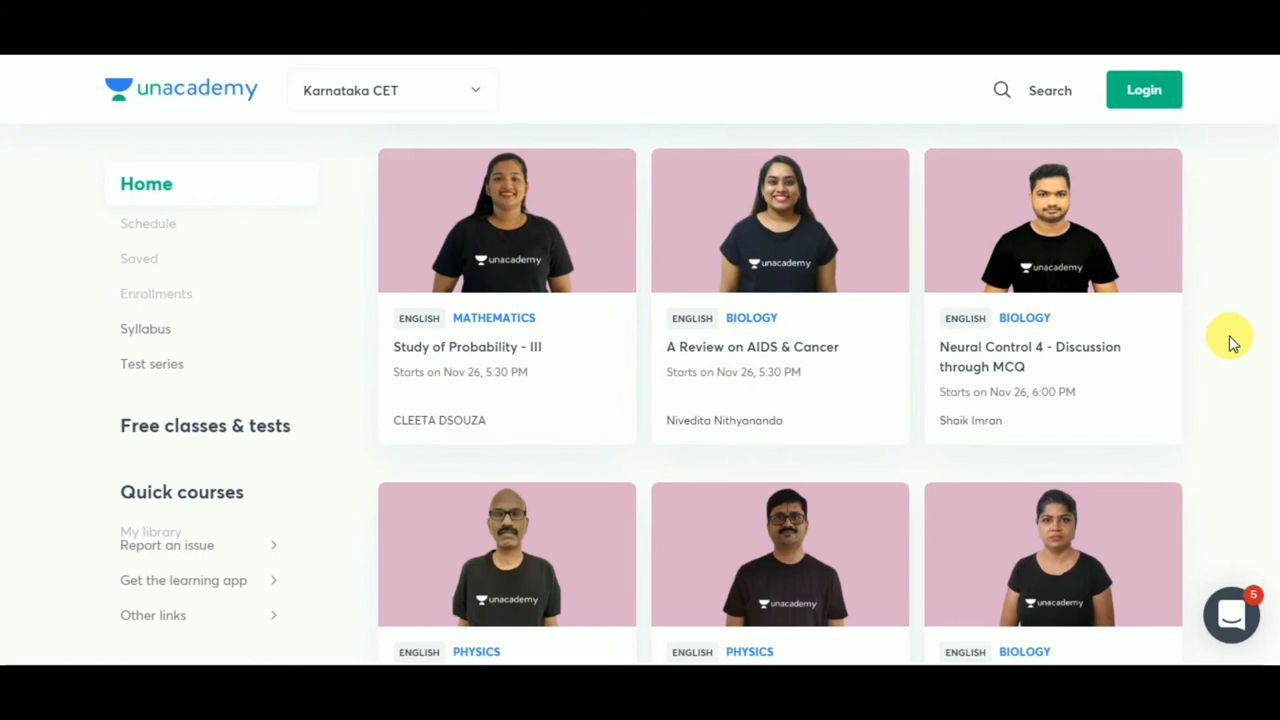 unacademy
Karnataka CET
Search
Login
Home
Schedule
Saved
Enrollments
Syllabus
Test series
Free classes & tests
Quick courses
My library
Report an issue
Get the learning app
Other links
unacademy
ENGLISH MATHEMATICS
Study of Probability - III
Starts on Nov 26, 5:30 PM
CLEETA DSOUZA
unacademy
ENGLISH BIOLOGY
A Review on AIDS & Cancer
Starts on Nov 26, 5:30 PM
Nivedita Nithyananda
unacademy
ENGLISH BIOLOGY
Neural Control 4 - Discussion
through MCQ
Starts on Nov 26, 6:00 PM
Shaik Imran
unacademy
ENGLISH PHYSICS
unacademy
ENGLISH PHYSICS
unacademy
ENGLISH BIOLOGY
5